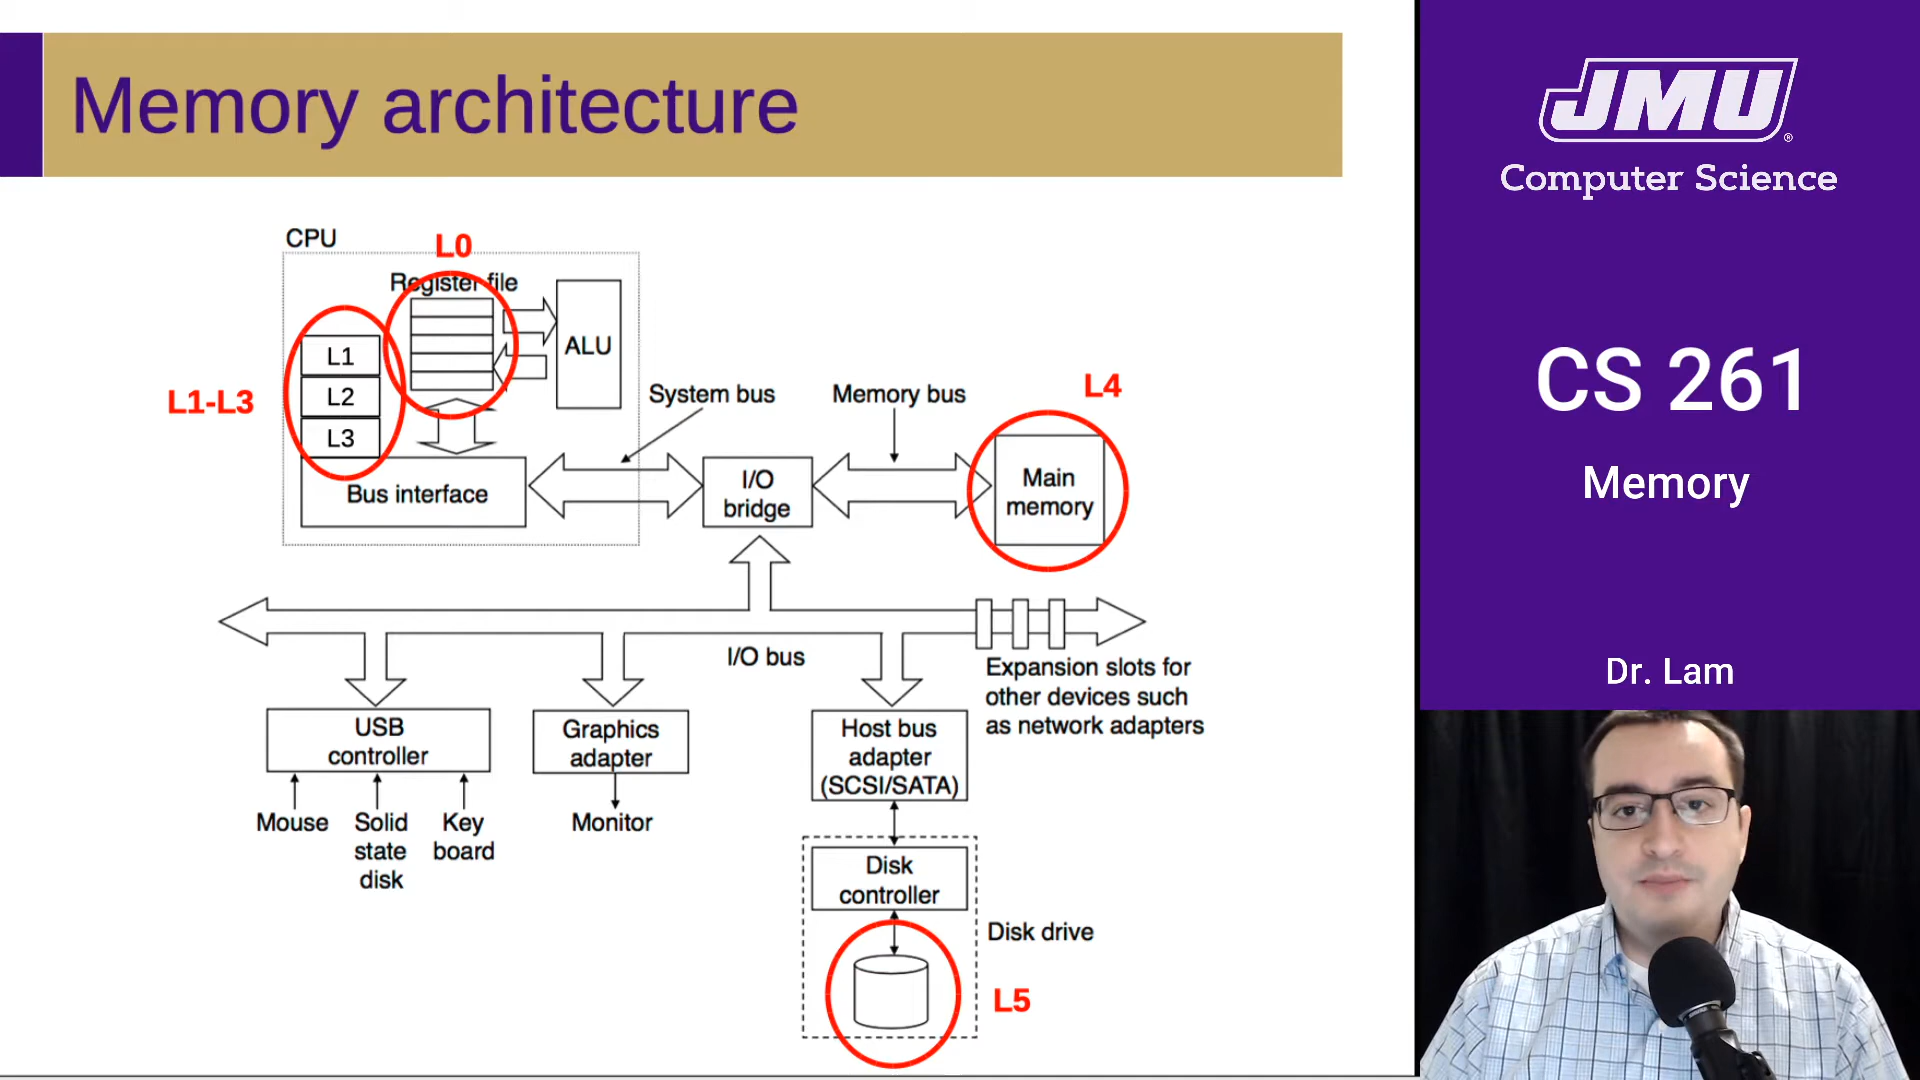 Memory architecture
CPU
L0
Register file
L1
L2
L3
L1-L3
ALU
Bus interface
System bus
Memory bus
L4
I/O
bridge
Main
memory
I/O bus
Expansion slots for
other devices such
as network adapters
USB
controller
Graphics
adapter
Host bus
adapter
(SCSI/SATA)
Mouse
Solid
state
disk
Key
board
Monitor
Disk
controller
Disk drive
L5
JMU®
Computer Science
CS 261
Memory
Dr. Lam